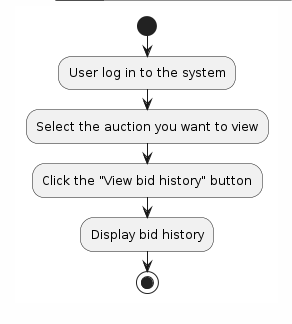 User log in to the system
Select the auction you want to view
Click the "View bid history" button
Display bid history